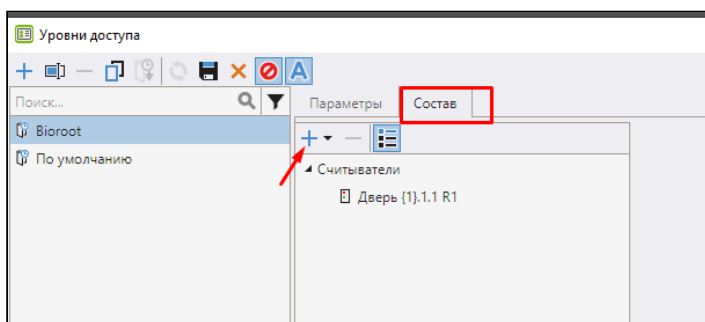 Уровни доступа
Поиск...
Параметры
Состав
Bioroot
По умолчанию
Считыватели
Дверь {1}.1.1 R1